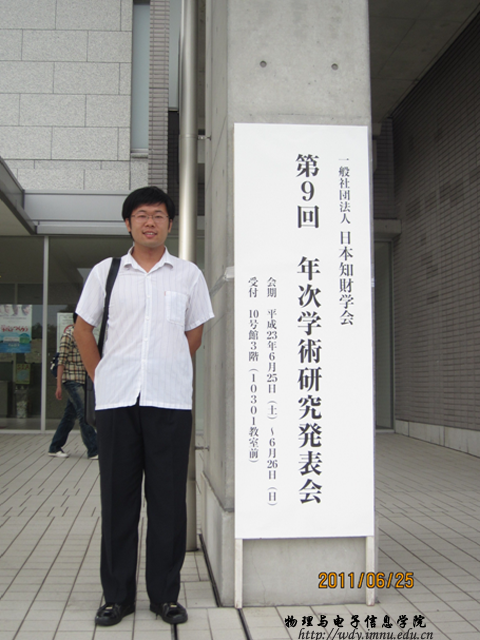 一般社団法人 日本知財学会
第9回 年次学術研究発表会
会期 平成23年6月25日（土）～6月26日（日）
受付 10号館3階（10301教室前）
2011/06/25
物理与电子信息学院
http://wdy.imnu.edu.cn